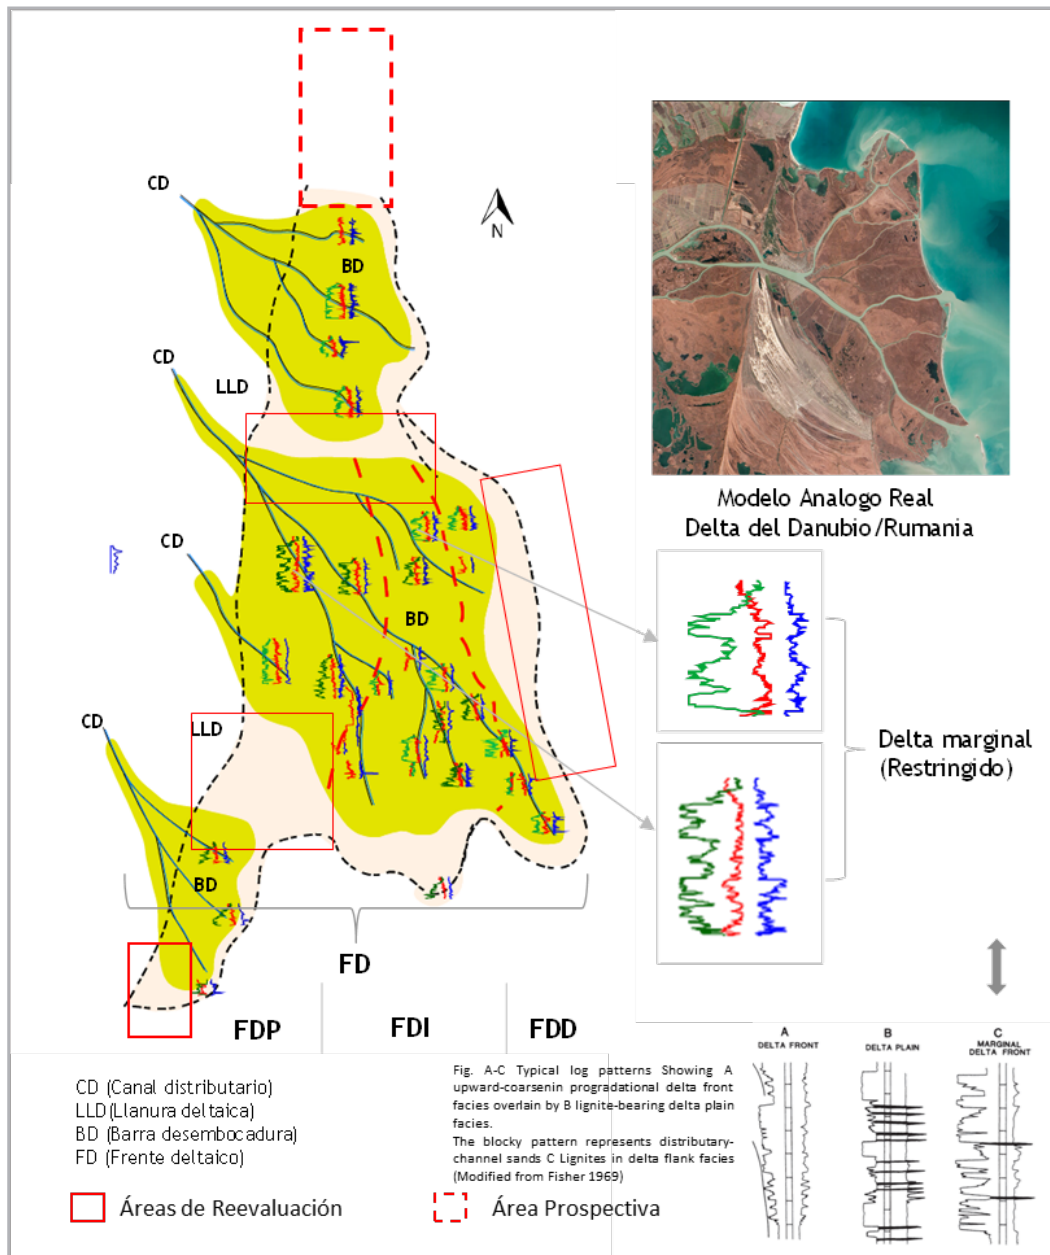 CD
N
BD
CD
LLD
Modelo Analogo Real
Delta del Danubio/Rumania
CD
BD
Delta marginal
(Restringido)
CD
LLD
BD
FD
FDP
FDI
FDD
A
DELTA FRONT
B
DELTA PLAIN
C
MARGINAL
DELTA FRONT
CD (Canal distributario)
LLD(Llanura deltaica)
BD (Barra desembocadura)
FD (Frente deltaico)
Fig. A-C Typical log patterns Showing A
upward-coarsenin progradational delta front
facies overlain by B lignite-bearing delta plain
facies.
The blocky pattern represents distributary-
channel sands C Lignites in delta flank facies
(Modified from Fisher 1969)
Áreas de Reevaluación
Área Prospectiva